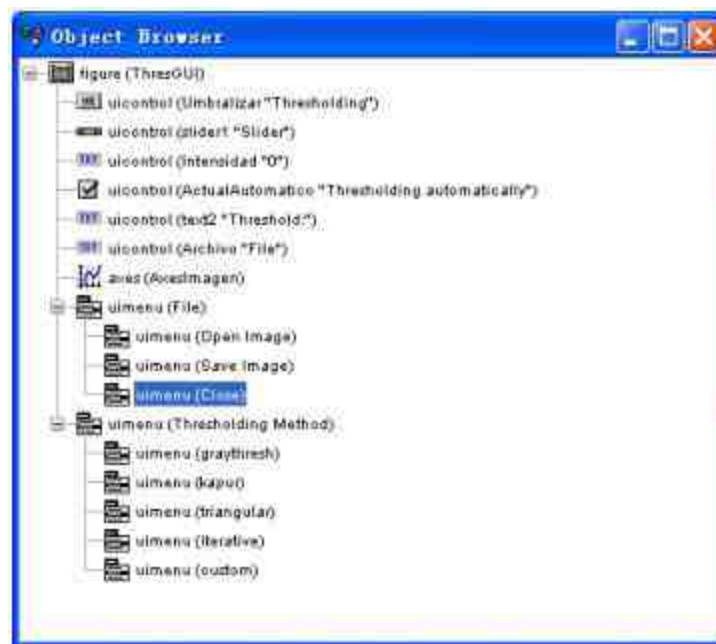 Object Browser
figure (ThresGUI)
uicontrol (Umbralizar "Thresholding")
uicontrol (slider1 "Slider")
uicontrol (Intensidad "0")
uicontrol (ActualAutomatico "Thresholding automatically")
uicontrol (text2 "Threshold:")
uicontrol (Archivo "File")
axes (AxesImagen)
uimenu (File)
uimenu (Open Image)
uimenu (Save Image)
uimenu (Close)
uimenu (Thresholding Method)
uimenu (graythresh)
uimenu (kapur)
uimenu (triangular)
uimenu (iterative)
uimenu (custom)